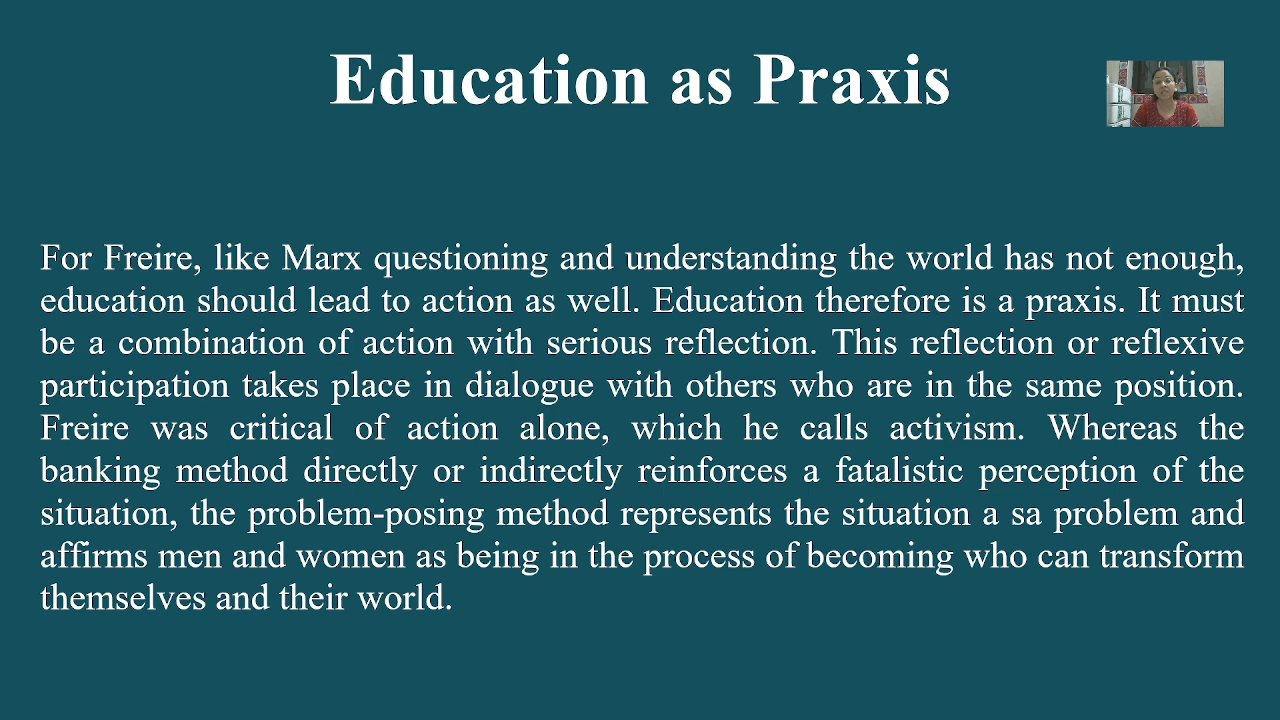 Education as Praxis
For Freire, like Marx questioning and understanding the world has not enough,
education should lead to action as well. Education therefore is a praxis. It must
be a combination of action with serious reflection. This reflection or reflexive
participation takes place in dialogue with others who are in the same position.
Freire was critical of action alone, which he calls activism. Whereas the
banking method directly or indirectly reinforces a fatalistic perception of the
situation, the problem-posing method represents the situation a sa problem and
affirms men and women as being in the process of becoming who can transform
themselves and their world.